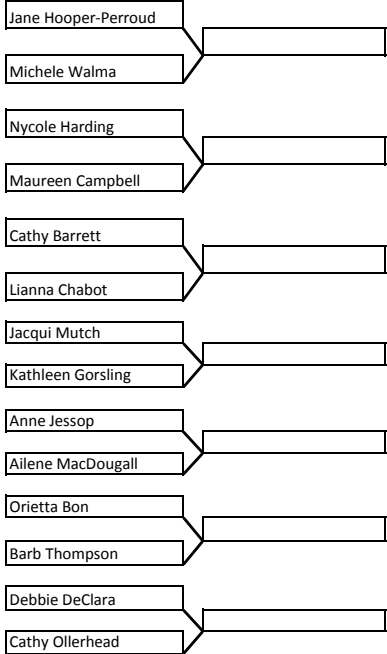 Jane Hooper-Perroud
Michele Walma
Nycole Harding
Maureen Campbell
Cathy Barrett
Lianna Chabot
Jacqui Mutch
Kathleen Gorsling
Anne Jessop
Ailene MacDougall
Orietta Bon
Barb Thompson
Debbie DeClara
Cathy Ollerhead